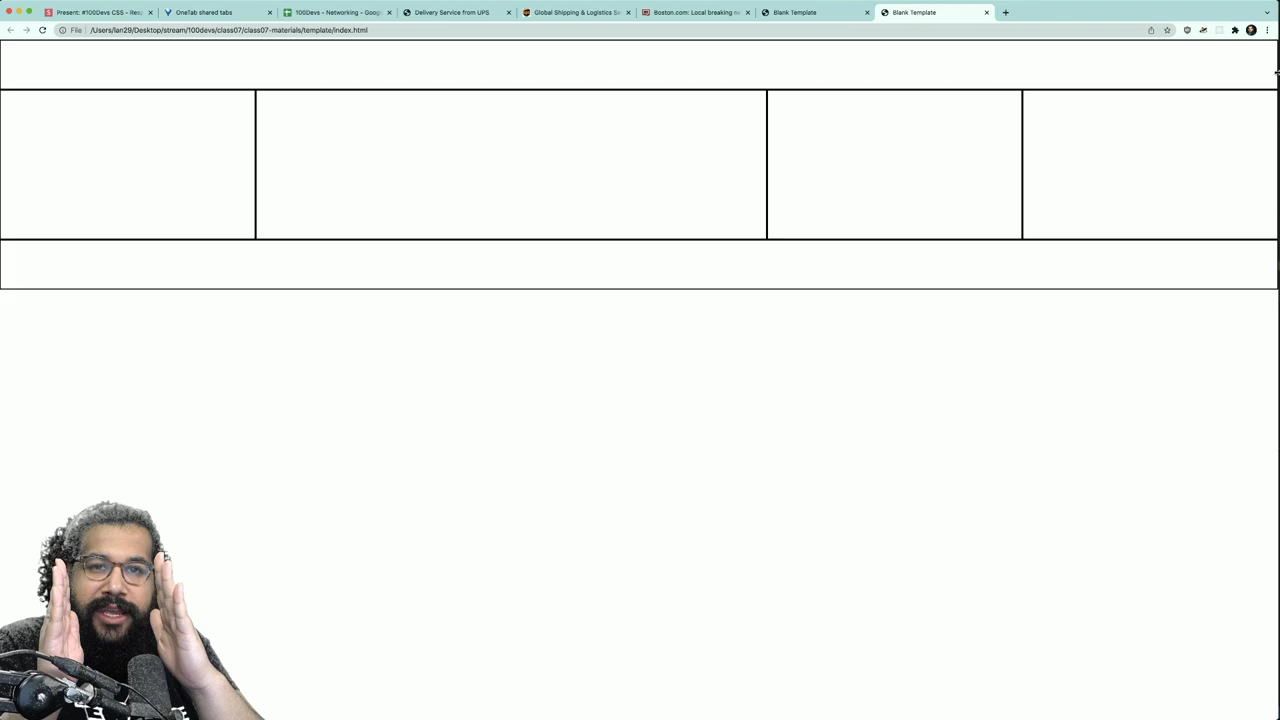 Present: #100Devs CSS - Resp
OneTab shared tabs
100Devs - Networking - Goog
Delivery Service from UPS
Global Shipping & Logistics Se
Boston.com: Local breaking ne
Blank Template
Blank Template
File
/Users/lan29/Desktop/stream/100devs/class07/class07-materials/template/index.html